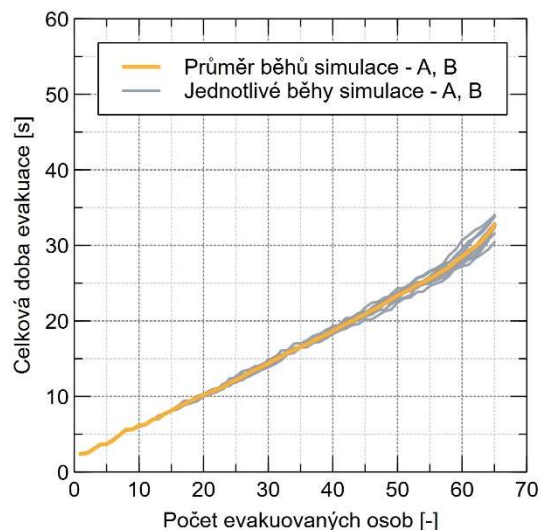 60
50
40
30
20
10
0
Celková doba evakuace [s]
Průměr běhů simulace - A, B
Jednotlivé běhy simulace - A, B
0 10 20 30 40 50 60 70
Počet evakuovaných osob [-]